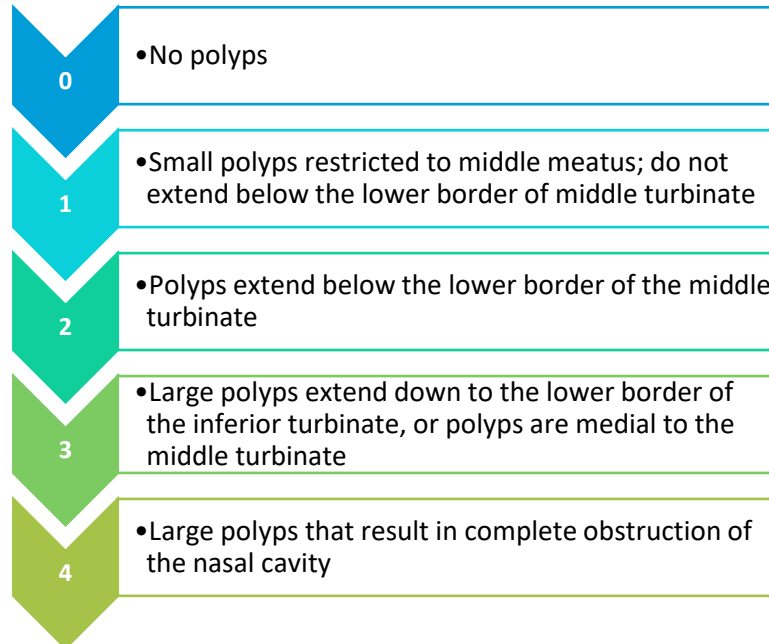 0
•No polyps
1
•Small polyps restricted to middle meatus; do not
extend below the lower border of middle turbinate
2
•Polyps extend below the lower border of the middle
turbinate
3
•Large polyps extend down to the lower border of
the inferior turbinate, or polyps are medial to the
middle turbinate
4
•Large polyps that result in complete obstruction of
the nasal cavity